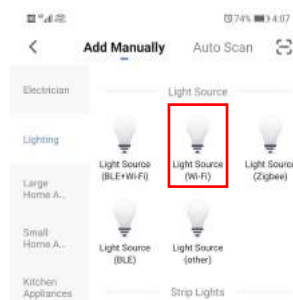 74% 4:07
Add Manually Auto Scan
Electrician
Light Source
Lighting
Light Source
(BLE+Wi-Fi)
Light Source
(Wi-Fi)
Light Source
(Zigbee)
Large
Home A...
Small
Home A...
Light Source
(BLE)
Light Source
(other)
Kitchen
Appliances
Strip Lights